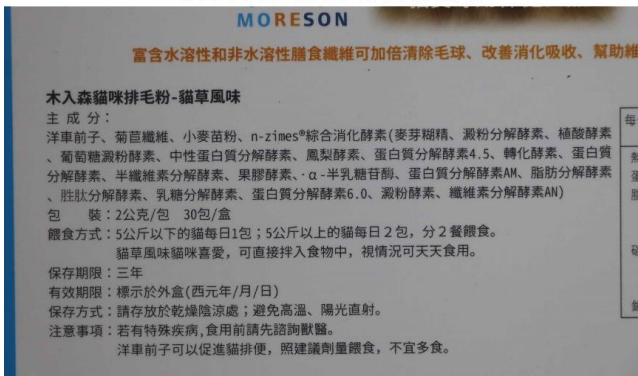 MORESON
富含水溶性和非水溶性膳食纖維可加倍清除毛球、改善消化吸收、幫助維
木入森貓咪排毛粉-貓草風味
主 成 分：
洋車前子、菊苣纖維、小麥苗粉、n-zimes®綜合消化酵素(麥芽糊精、澱粉分解酵素、植酸酵素
、葡萄糖澱粉酵素、中性蛋白質分解酵素、鳳梨酵素、蛋白質分解酵素4.5、轉化酵素、蛋白質
分解酵素、半纖維素分解酵素、果膠酵素、α-半乳糖苷酶、蛋白質分解酵素AM、脂肪分解酵素
、胜肽分解酵素、乳糖分解酵素、蛋白質分解酵素6.0、澱粉酵素、纖維素分解酵素AN)
包 裝：2公克/包 30包/盒
餵食方式：5公斤以下的貓每日1包；5公斤以上的貓每日2包，分2餐餵食。
貓草風味貓咪喜愛，可直接拌入食物中，視情況可天天食用。
保存期限：三年
有效期限：標示於外盒(西元年/月/日)
保存方式：請存放於乾燥陰涼處；避免高溫、陽光直射。
注意事項：若有特殊疾病,食用前請先諮詢獸醫。
洋車前子可以促進貓排便，照建議劑量餵食，不宜多食。
每